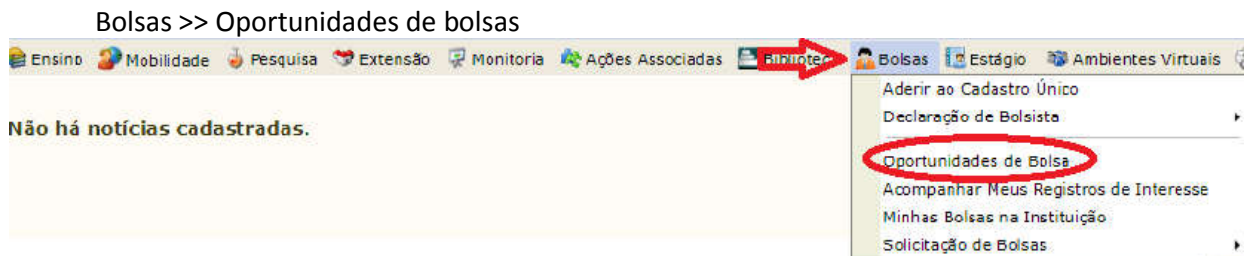 Bolsas >> Oportunidades de bolsas
Ensino Mobilidade Pesquisa Extensão Monitoria Ações Associadas Bibliotec Bolsas Estágio Ambientes Virtuais
Aderir ao Cadastro Único
Declaração de Bolsista
Não há notícias cadastradas.
Oportunidades de Bolsa
Acompanhar Meus Registros de Interesse
Minhas Bolsas na Instituição
Solicitação de Bolsas